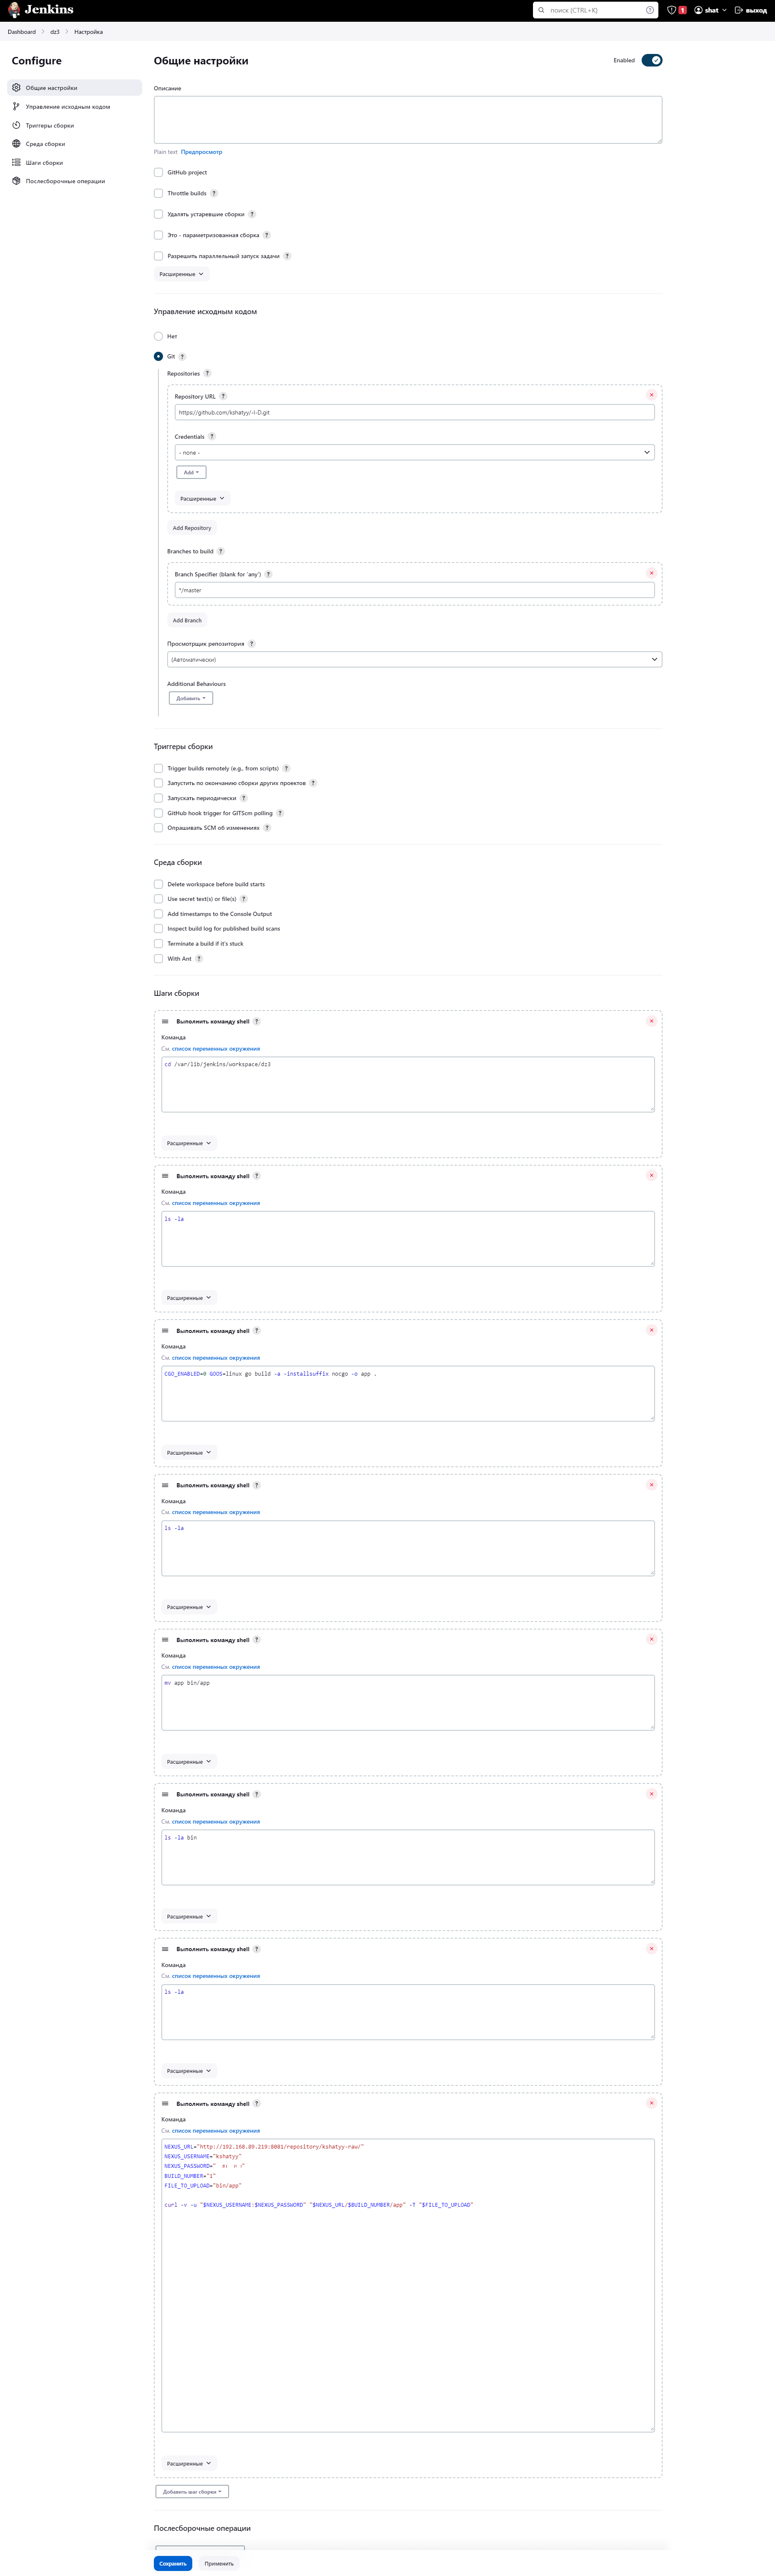 Jenkins
поиск (CTRL+K)
1
shat
выход
Dashboard
dz3
Настройка
Configure
Общие настройки
Управление исходным кодом
Триггеры сборки
Среда сборки
Шаги сборки
Послесборочные операции
Общие настройки
Enabled
Описание
Plain text Предпросмотр
GitHub project
Throttle builds ?
Удалять устаревшие сборки ?
Это - параметризованная сборка ?
Разрешить параллельный запуск задачи ?
Расширенные
Управление исходным кодом
Нет
Git ?
Repositories ?
Repository URL ?
https://github.com/kshatyy/-I-D.git
Credentials ?
- none -
Add
Расширенные
Add Repository
Branches to build ?
Branch Specifier (blank for 'any') ?
*/master
Add Branch
Просмотрщик репозитория ?
(Автоматически)
Additional Behaviours
Добавить
Триггеры сборки
Trigger builds remotely (e.g., from scripts) ?
Запустить по окончанию сборки других проектов ?
Запускать периодически ?
GitHub hook trigger for GITScm polling ?
Опрашивать SCM об изменениях ?
Среда сборки
Delete workspace before build starts
Use secret text(s) or file(s) ?
Add timestamps to the Console Output
Inspect build log for published build scans
Terminate a build if it's stuck
With Ant ?
Шаги сборки
Выполнить команду shell ?
Команда
См. список переменных окружения
cd /var/lib/jenkins/workspace/dz3
Расширенные
Выполнить команду shell ?
Команда
См. список переменных окружения
ls -la
Расширенные
Выполнить команду shell ?
Команда
См. список переменных окружения
CGO_ENABLED=0 GOOS=linux go build -a -installsuffix nocgo -o app .
Расширенные
Выполнить команду shell ?
Команда
См. список переменных окружения
ls -la
Расширенные
Выполнить команду shell ?
Команда
См. список переменных окружения
mv app bin/app
Расширенные
Выполнить команду shell ?
Команда
См. список переменных окружения
ls -la bin
Расширенные
Выполнить команду shell ?
Команда
См. список переменных окружения
ls -la
Расширенные
Выполнить команду shell ?
Команда
См. список переменных окружения
NEXUS_URL="http://192.168.89.219:8081/repository/kshatyy-raw/"
NEXUS_USERNAME="kshatyy"
NEXUS_PASSWORD="
BUILD_NUMBER="1"
FILE_TO_UPLOAD="bin/app"
curl -v -u "$NEXUS_USERNAME:$NEXUS_PASSWORD" "$NEXUS_URL/$BUILD_NUMBER/app" -T "$FILE_TO_UPLOAD"
Расширенные
Добавить шаг сборки
Послесборочные операции
Сохранить
Применить